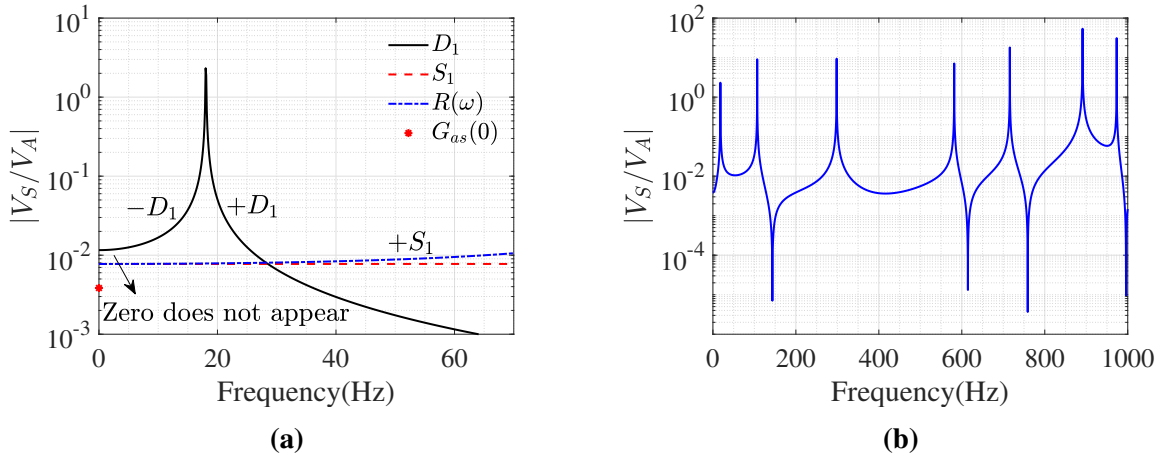 10^1
10^0
10^-1
10^-2
10^-3
|V_S/V_A|
D_1
S_1
R(ω)
G_as(0)
−D_1
+D_1
+S_1
Zero does not appear
0
20
40
60
Frequency(Hz)
(a)
10^2
10^0
10^-2
10^-4
|V_S/V_A|
0
200
400
600
800
1000
Frequency(Hz)
(b)